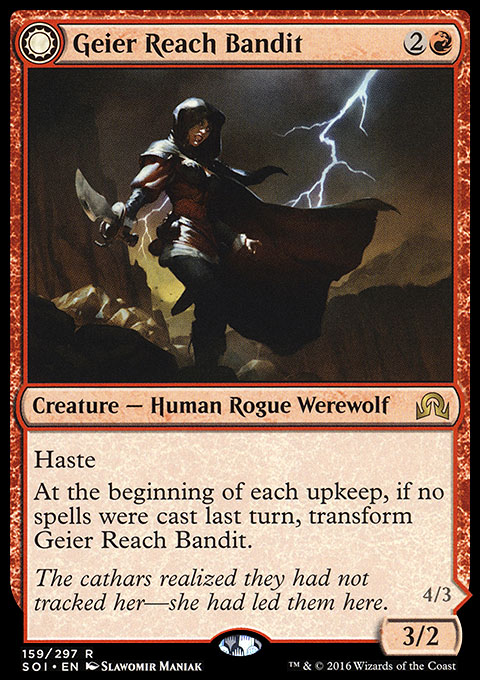 Geier Reach Bandit 2
Creature — Human Rogue Werewolf
Haste
At the beginning of each upkeep, if no
spells were cast last turn, transform
Geier Reach Bandit.
The cathars realized they had not
tracked her—she had led them here.
4/3
3/2
159/297 R
SOI • EN Slawomir Maniak
™ & © 2016 Wizards of the Coast